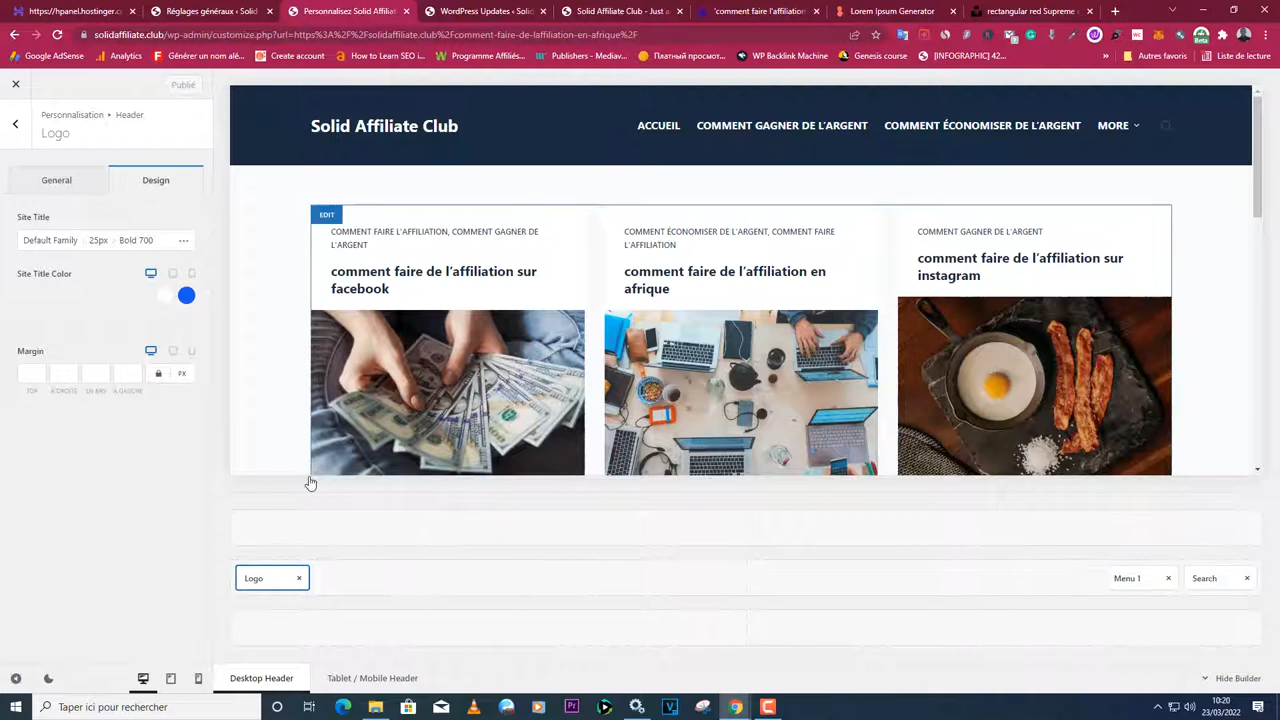 https://hpanel.hostinger.c
Réglages généraux ‹ Solid
Personnalisez Solid Affiliate
WordPress Updates ‹ Solid
Solid Affiliate Club - Just a
"comment faire l'affiliation
Lorem Ipsum Generator
rectangular red Supreme
solidaffiliate.club/wp-admin/customize.php?url=https%3A%2F%2Fsolidaffiliate.club%2Fcomment-faire-de-laffiliation-en-afrique%2F
Google AdSense
Analytics
Générer un nom alé...
Create account
How to Learn SEO i...
Programme Affiliés...
Publishers - Mediav...
Платный просмот...
WP Backlink Machine
Genesis course
[INFOGRAPHIC] 42...
»
Autres favoris
Liste de lecture
Publié
Personnalisation ▸ Header
Logo
General
Design
Site Title
Default Family / 25px / Bold 700
Site Title Color
Margin
PX
TOP
À DROITE
EN BAS
À GAUCHE
Solid Affiliate Club
ACCUEIL
COMMENT GAGNER DE L'ARGENT
COMMENT ÉCONOMISER DE L'ARGENT
MORE
EDIT
COMMENT FAIRE L'AFFILIATION, COMMENT GAGNER DE
L'ARGENT
comment faire de l'affiliation sur
facebook
COMMENT ÉCONOMISER DE L'ARGENT, COMMENT FAIRE
L'AFFILIATION
comment faire de l'affiliation en
afrique
COMMENT GAGNER DE L'ARGENT
comment faire de l'affiliation sur
instagram
Logo
Menu 1
Search
Desktop Header
Tablet / Mobile Header
Hide Builder
Taper ici pour rechercher
10:20
23/03/2022